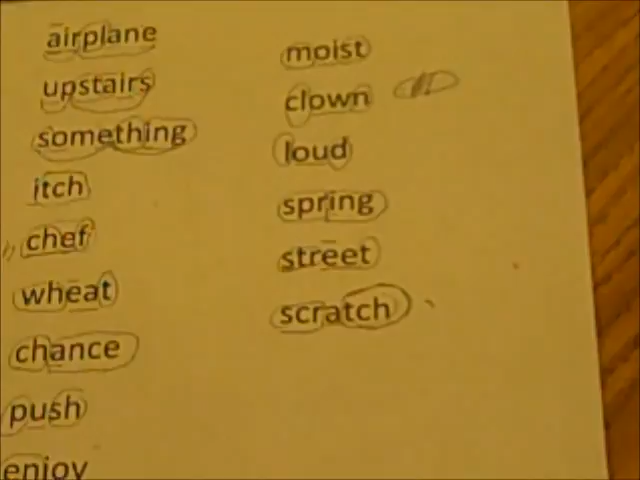 airplane
upstairs
something
itch
chef
wheat
chance
push
enjoy
moist
clown
loud
spring
street
scratch